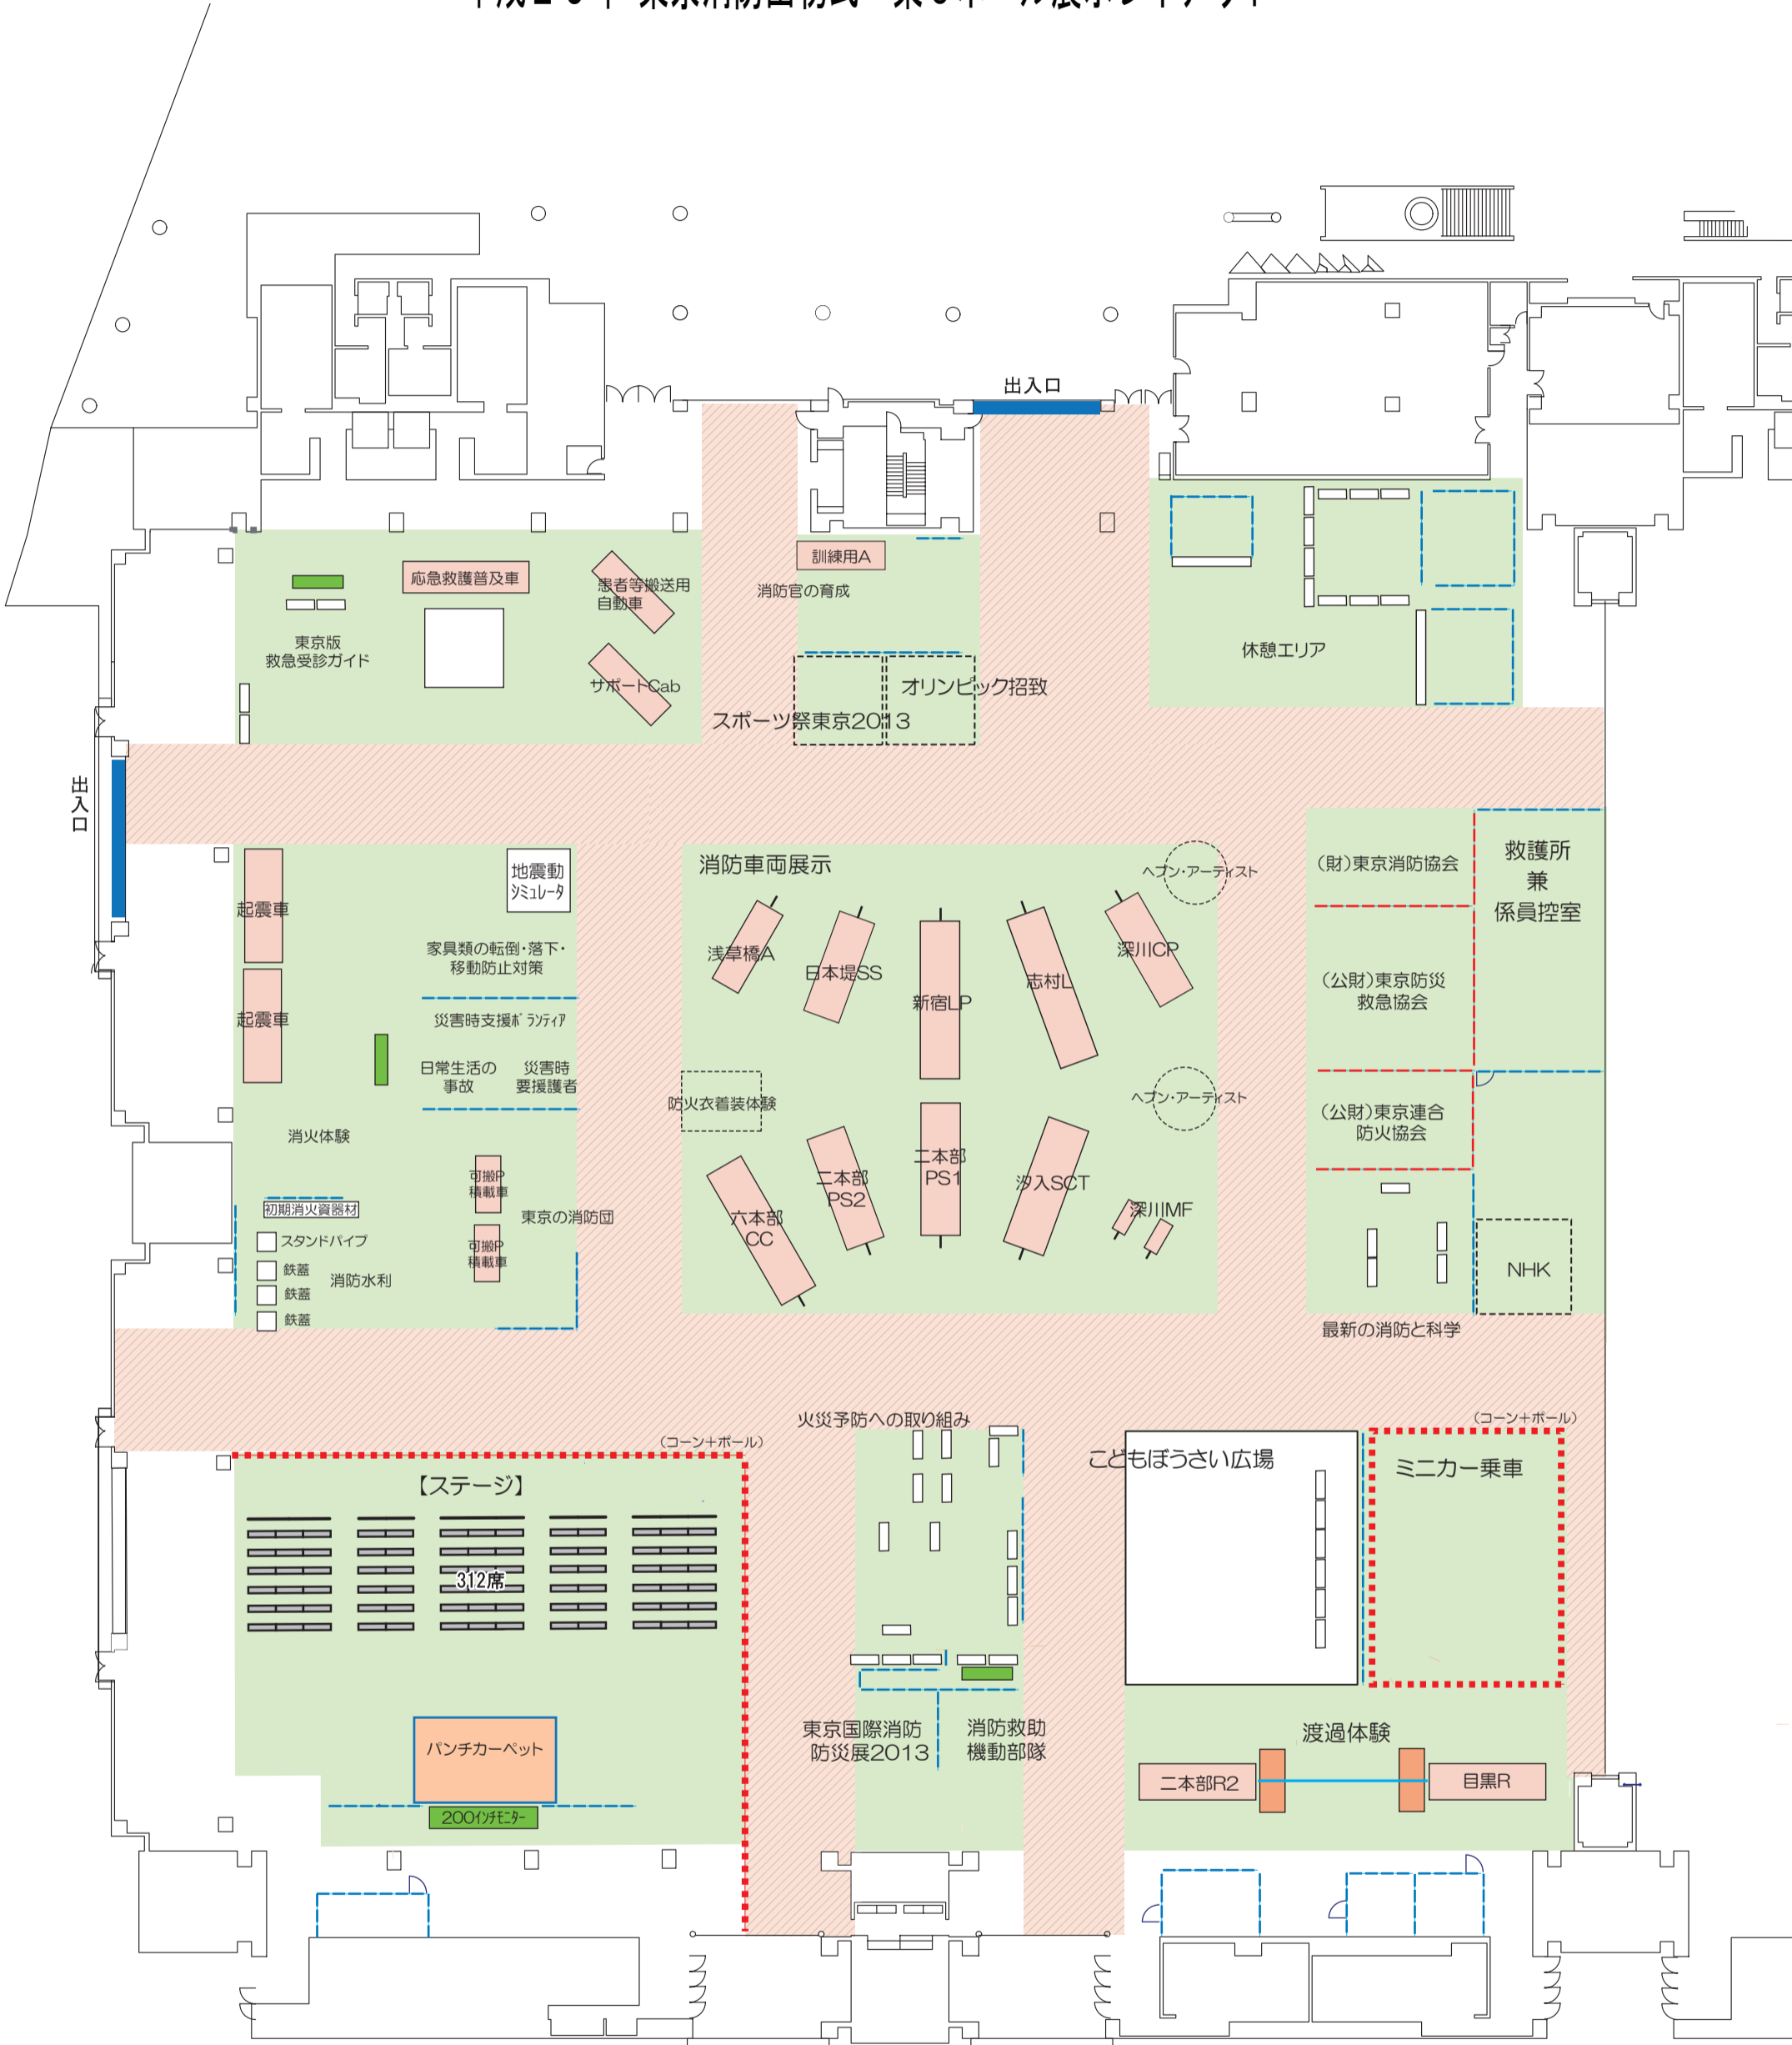 出入口
訓練用A
消防官の育成
応急救護普及車
患者等搬送用
自動車
東京版
救急受診ガイド
サポートCab
オリンピック招致
スポーツ祭東京2013
休憩エリア
出入口
起震車
起震車
地震動
シミュレータ
家具類の転倒・落下・
移動防止対策
災害時支援ボランティア
日常生活の
事故
災害時
要援護者
消火体験
初期消火資器材
スタンドパイプ
鉄蓋
鉄蓋
鉄蓋
消防水利
可搬P
積載車
可搬P
積載車
東京の消防団
消防車両展示
浅草橋A
日本堤SS
新宿LP
志村L
深川CP
ヘブン・アーティスト
防火衣着装体験
ヘブン・アーティスト
六本部
CC
二本部
PS2
二本部
PS1
汐入SCT
深川MF
(財)東京消防協会
(公財)東京防災
救急協会
(公財)東京連合
防火協会
救護所
兼
係員控室
NHK
最新の消防と科学
(コーン+ポール)
【ステージ】
312席
パンチカーペット
200インチモニター
火災予防への取り組み
東京国際消防
防災展2013
消防救助
機動部隊
こどもぼうさい広場
(コーン+ポール)
ミニカー乗車
渡過体験
二本部R2
目黒R